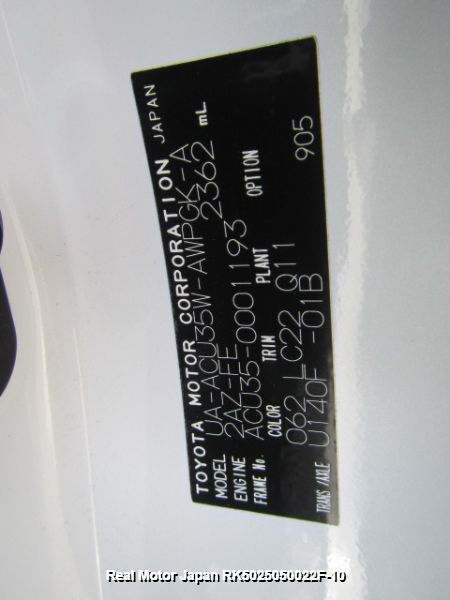 TOYOTA MOTOR CORPORATION JAPAN
MODEL UA-ACU35W-AWPGK-A
ENGINE 2AZ-FE 2362 mL
FRAME No. ACU35-0001193
COLOR TRIM PLANT OPTION
062 LC22 Q11
TRANS/AXLE U140F -01B 905
Real Motor Japan RK5025050022F-10